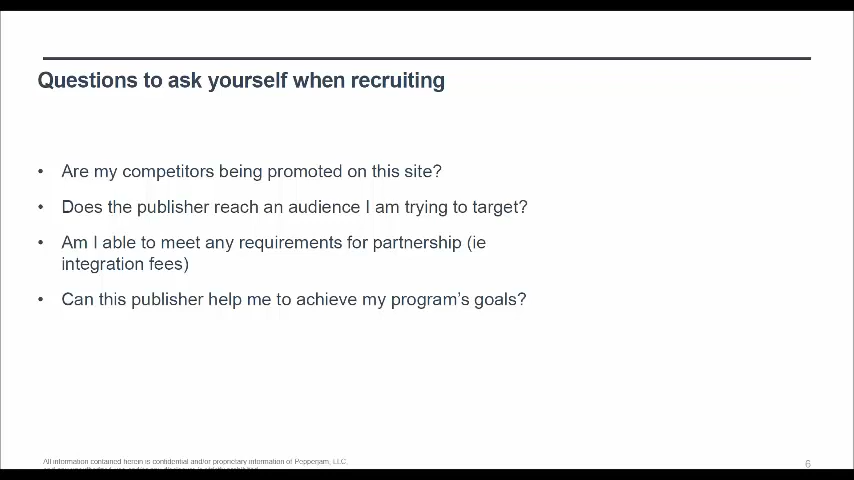 Questions to ask yourself when recruiting
• Are my competitors being promoted on this site?
• Does the publisher reach an audience I am trying to target?
• Am I able to meet any requirements for partnership (ie
integration fees)
• Can this publisher help me to achieve my program’s goals?
All information contained herein is confidential and/or proprietary information of Pepperjam, LLC
6